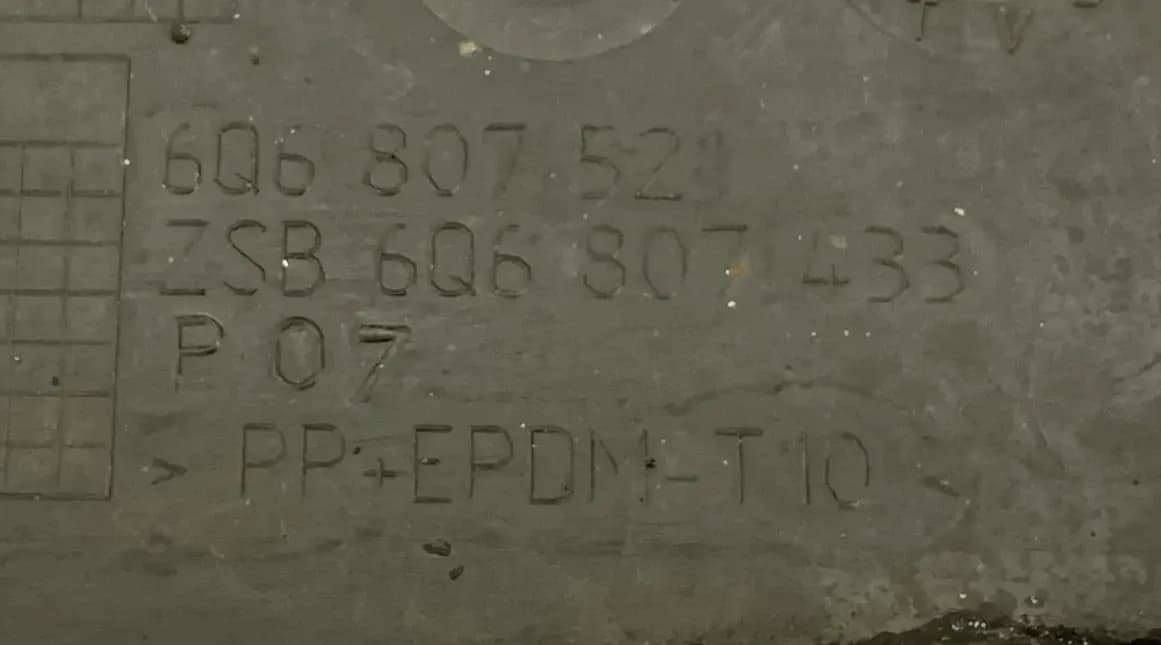 6Q6 807 521
ZSB 6Q6 807 433
P 07
> PP+EPDM-T10 <